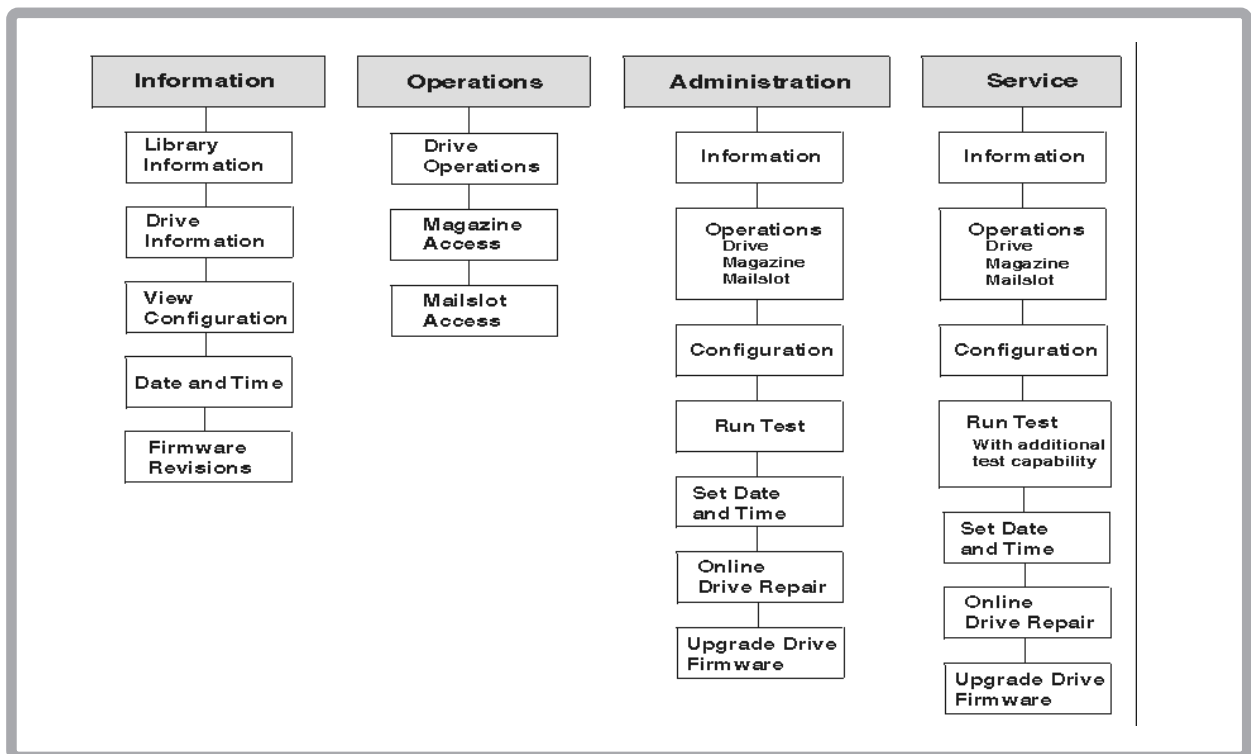 Information
Library
Information
Drive
Information
View
Configuration
Date and Time
Firmware
Revisions
Operations
Drive
Operations
Magazine
Access
Mailslot
Access
Administration
Information
Operations
Drive
Magazine
Mailslot
Configuration
Run Test
Set Date
and Time
Online
Drive Repair
Upgrade Drive
Firmware
Service
Information
Operations
Drive
Magazine
Mailslot
Configuration
Run Test
With additional
test capability
Set Date
and Time
Online
Drive Repair
Upgrade Drive
Firmware